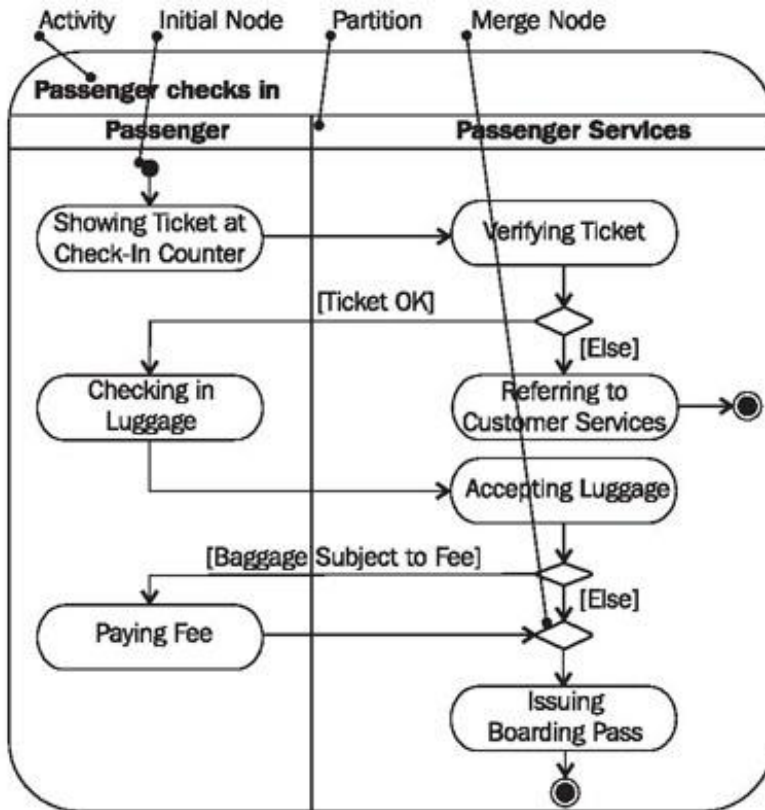 Activity Initial Node Partition Merge Node
Passenger checks in
Passenger Passenger Services
Showing Ticket at
Check-In Counter
Verifying Ticket
[Ticket OK]
[Else]
Checking in
Luggage
Referring to
Customer Services
Accepting Luggage
[Baggage Subject to Fee]
[Else]
Paying Fee
Issuing
Boarding Pass